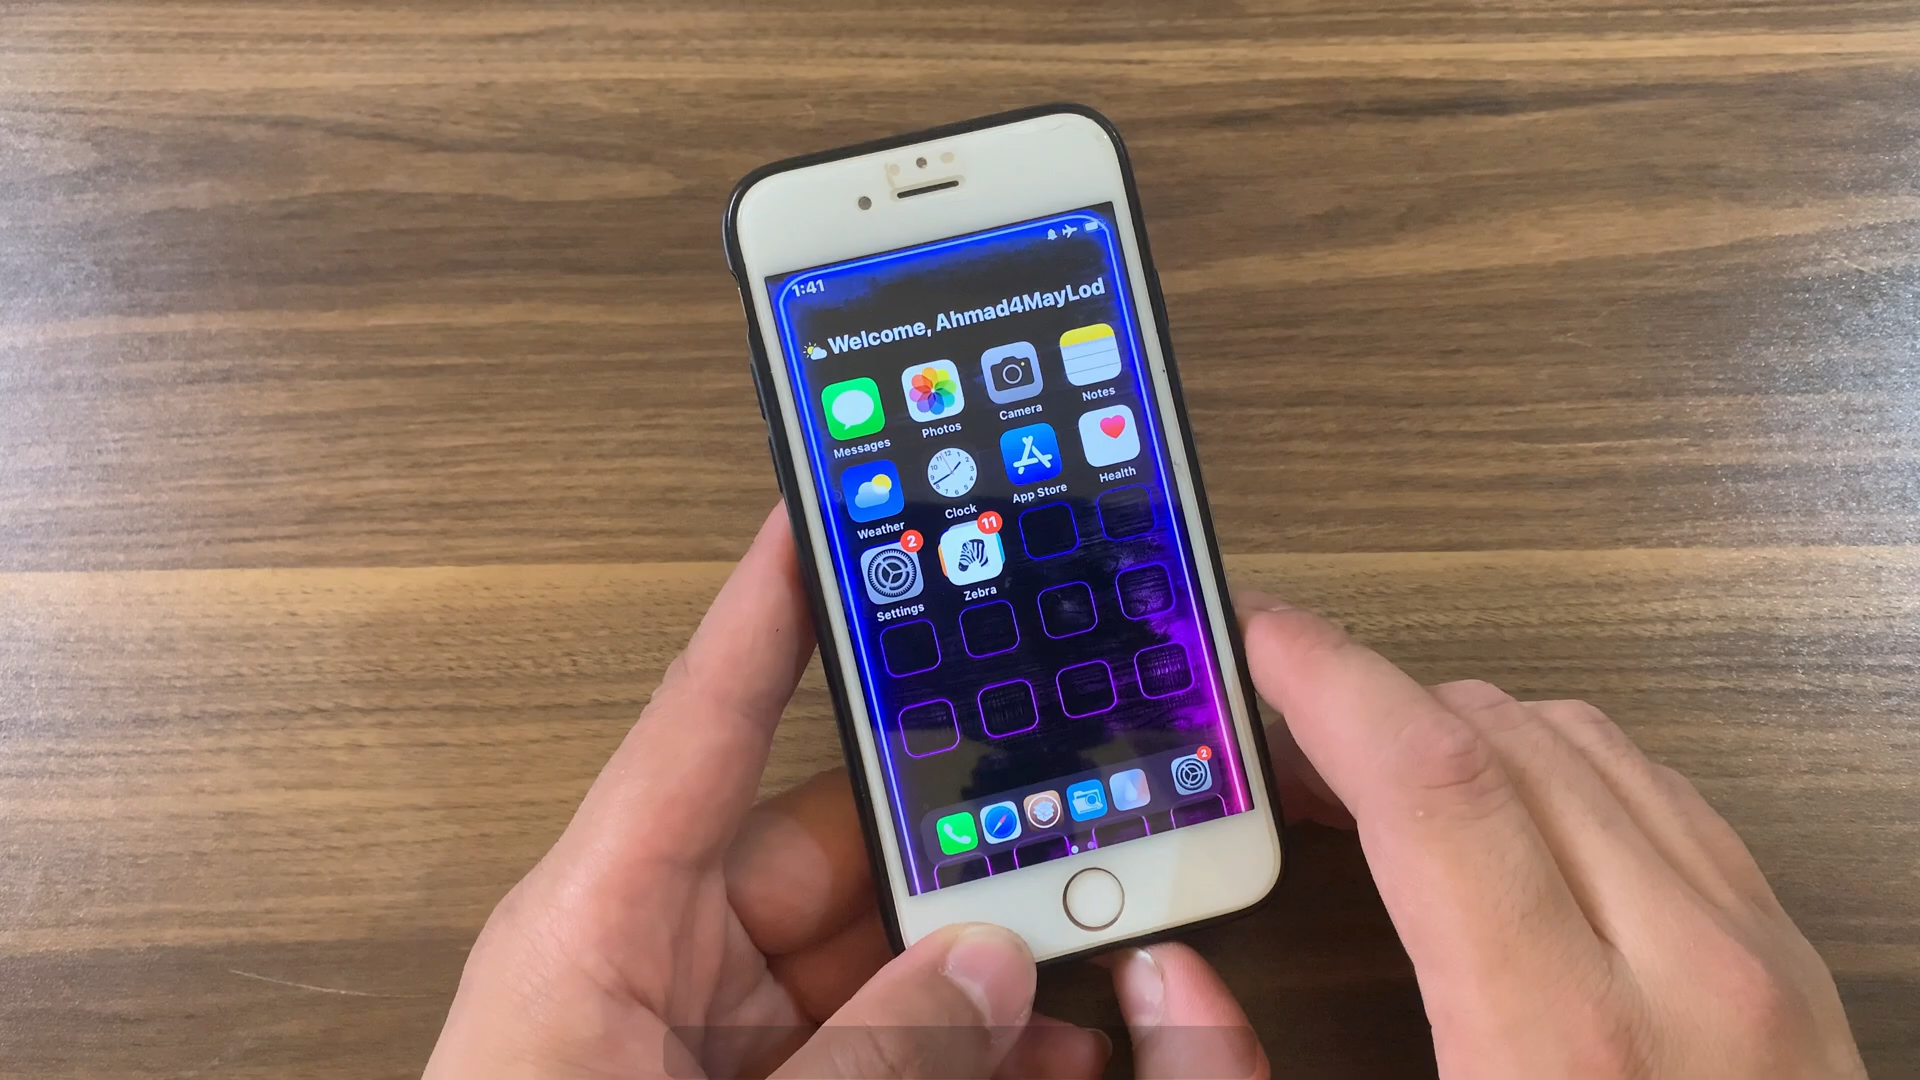 1:41
Welcome, Ahmad4MayLod
Messages
Photos
Camera
Notes
Weather
Clock
App Store
Health
Settings
2
Zebra
11
2